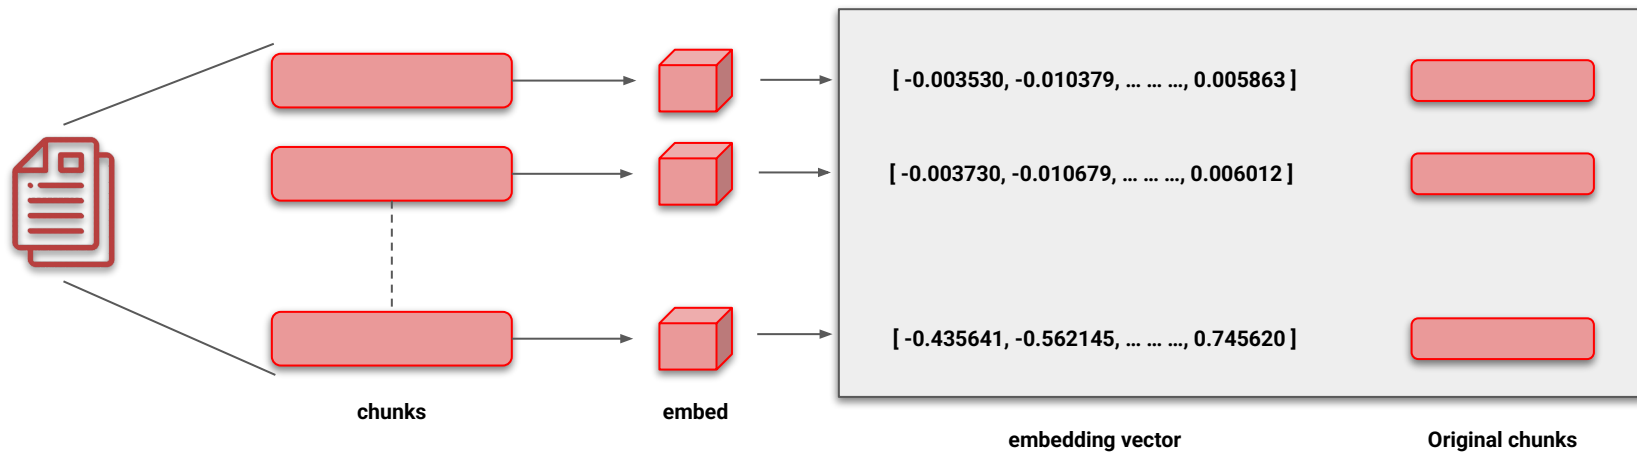 [ -0.003530, -0.010379, ... ... ..., 0.005863 ]
[ -0.003730, -0.010679, ... ... ..., 0.006012 ]
[ -0.435641, -0.562145, ... ... ..., 0.745620 ]
chunks
embed
embedding vector
Original chunks